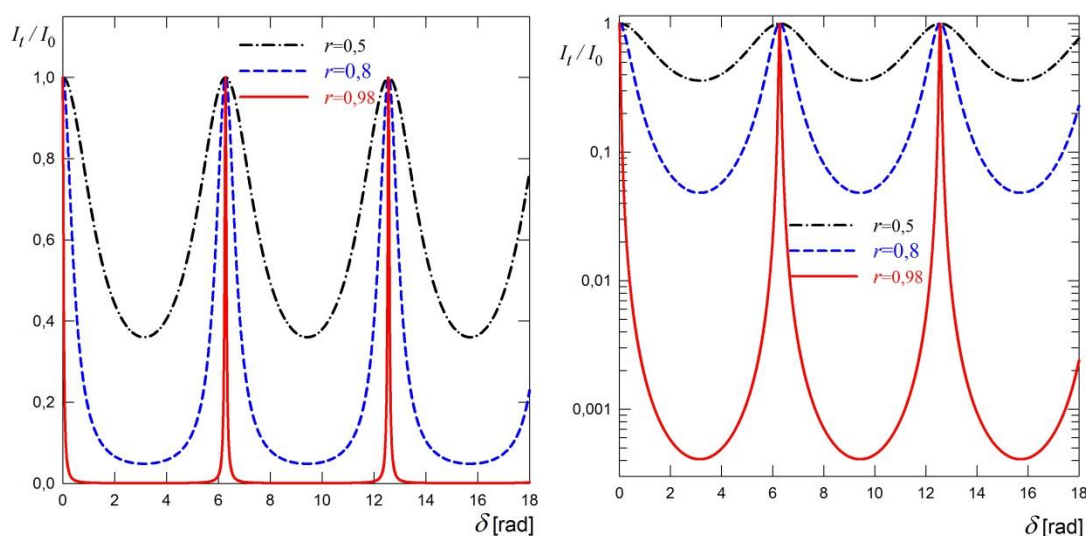 I_t / I_0
r=0,5
r=0,8
r=0,98
1,0
0,8
0,6
0,4
0,2
0,0
0 2 4 6 8 10 12 14 16 18
δ [rad]
1
I_t / I_0
0,1
r=0,5
r=0,8
r=0,98
0,01
0,001
0 2 4 6 8 10 12 14 16 18
δ [rad]